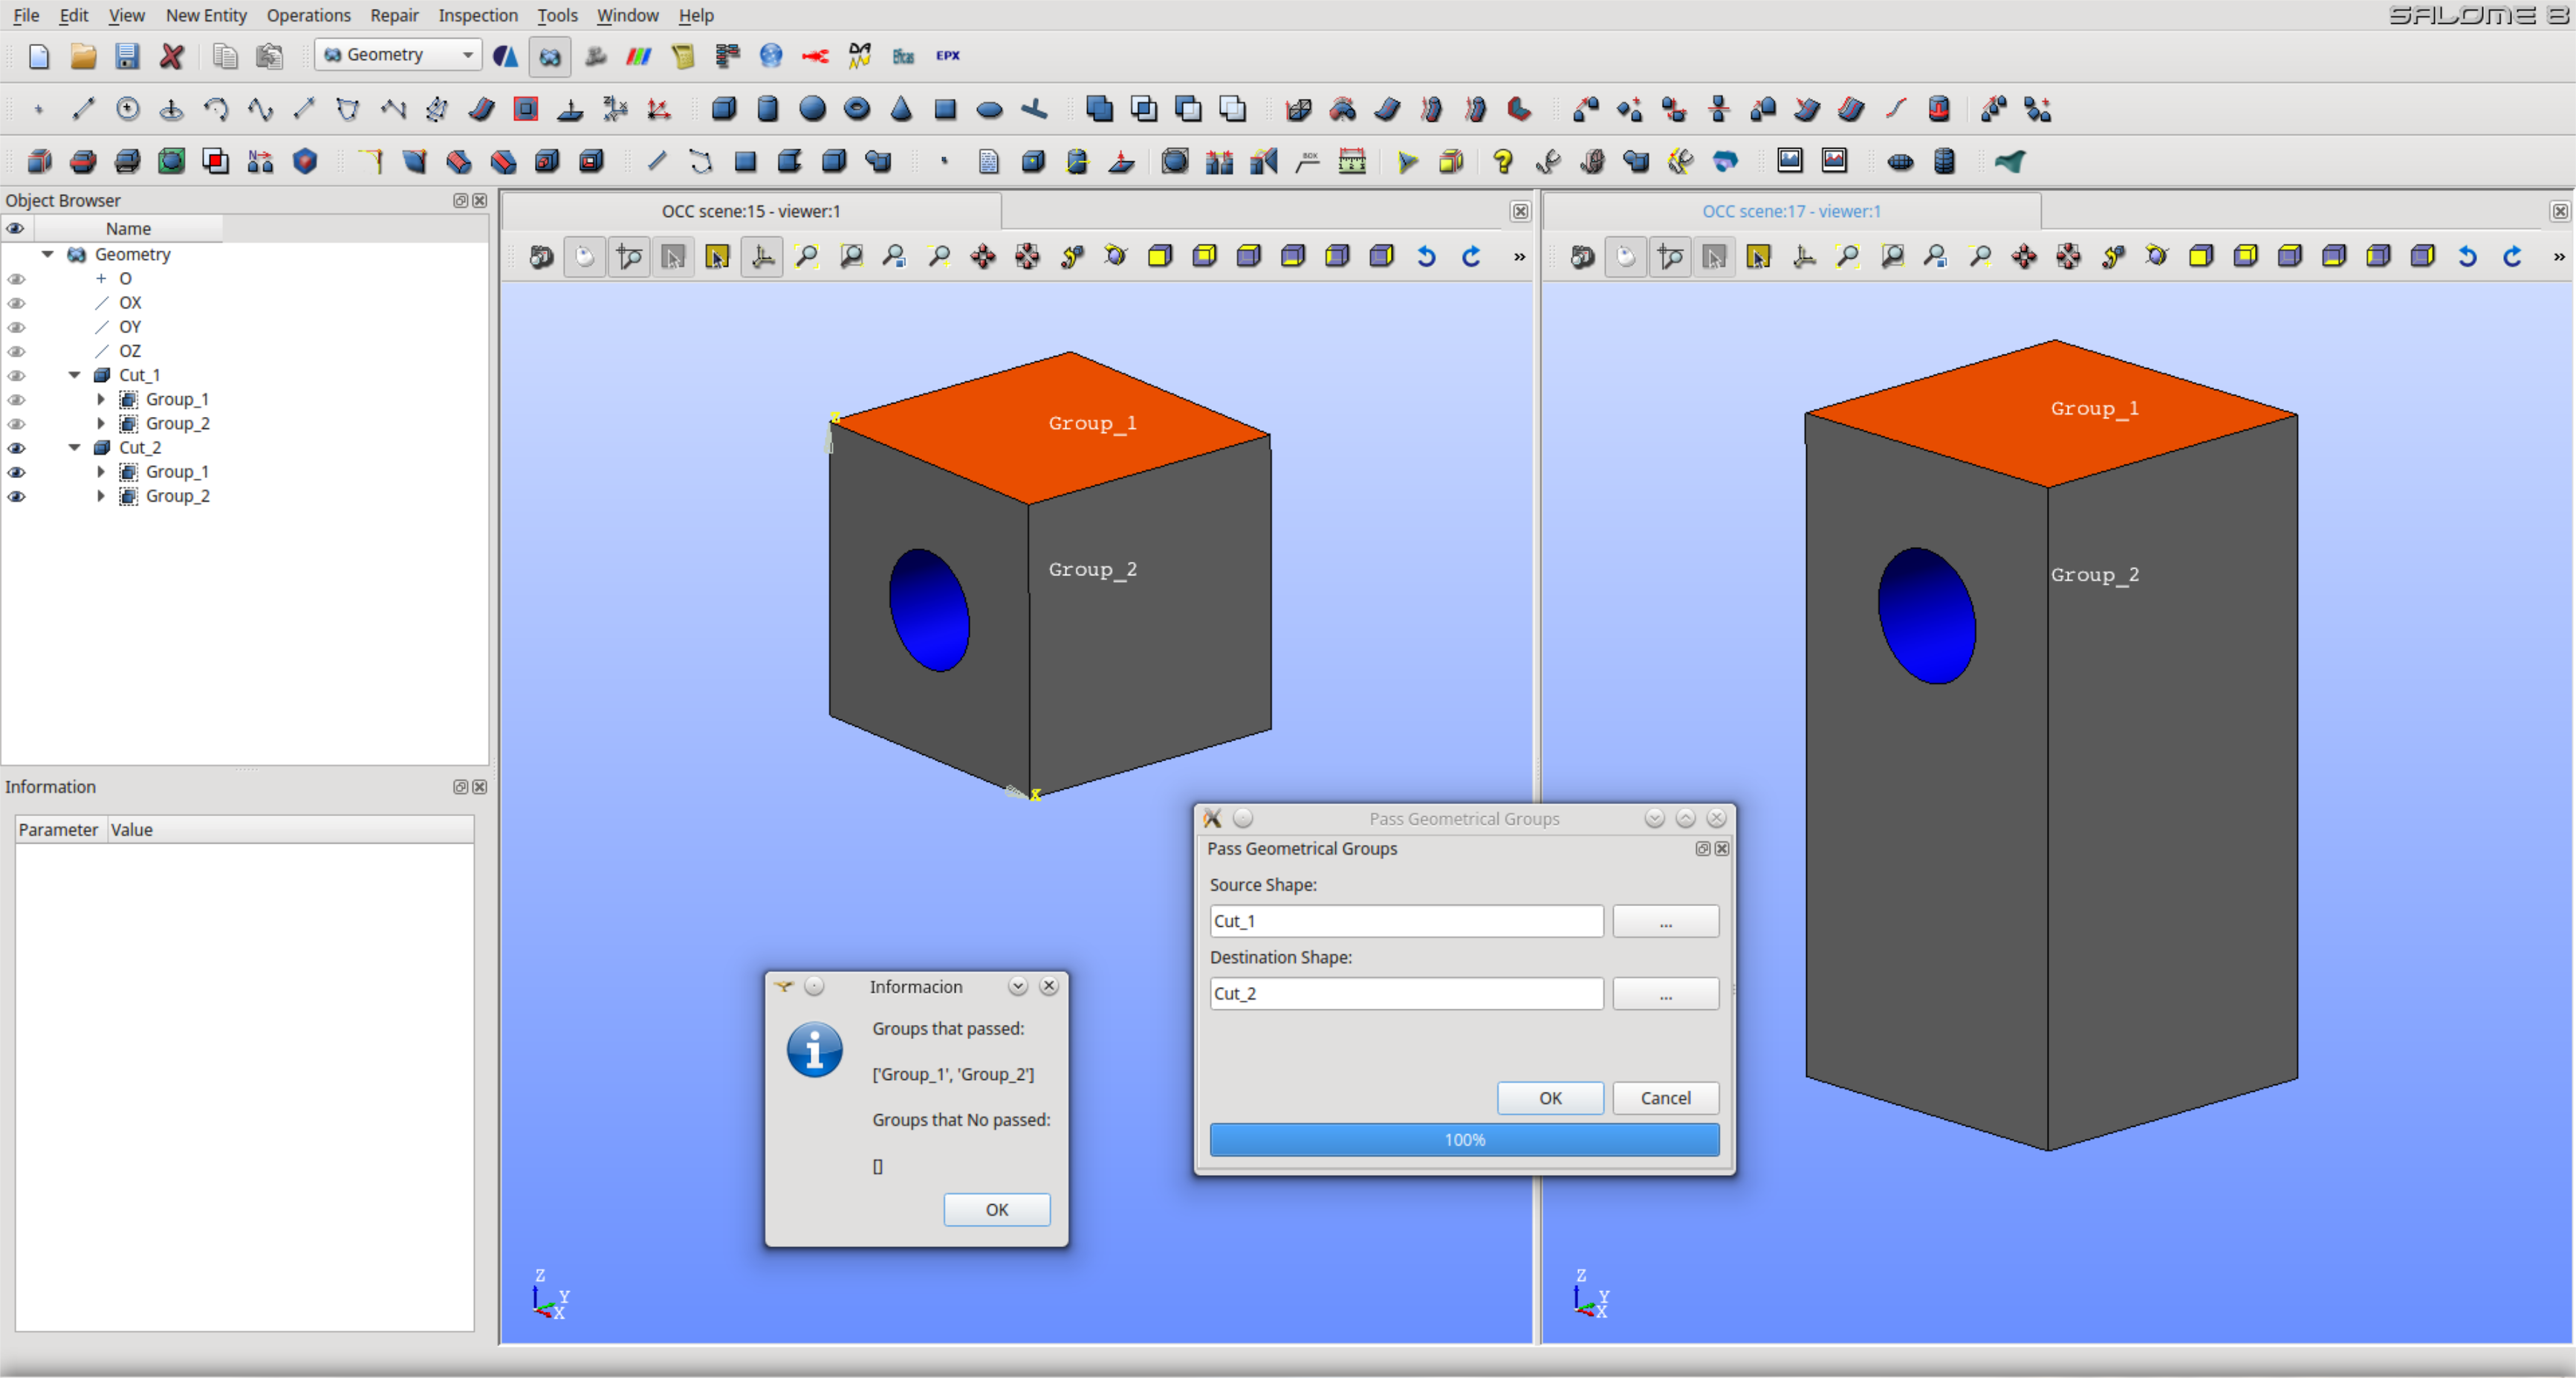 File Edit View New Entity Operations Repair Inspection Tools Window Help
SALOME 8
Geometry
Eficas
EPX
Object Browser
Name
Geometry
O
OX
OY
OZ
Cut_1
Group_1
Group_2
Cut_2
Group_1
Group_2
Information
Parameter Value
OCC scene:15 - viewer:1
Group_1
Group_2
X
Z
Y
X
OCC scene:17 - viewer:1
Group_1
Group_2
Z
Y
X
Informacion
Groups that passed:
['Group_1', 'Group_2']
Groups that No passed:
[]
OK
Pass Geometrical Groups
Pass Geometrical Groups
Source Shape:
Cut_1
...
Destination Shape:
Cut_2
...
OK Cancel
100%